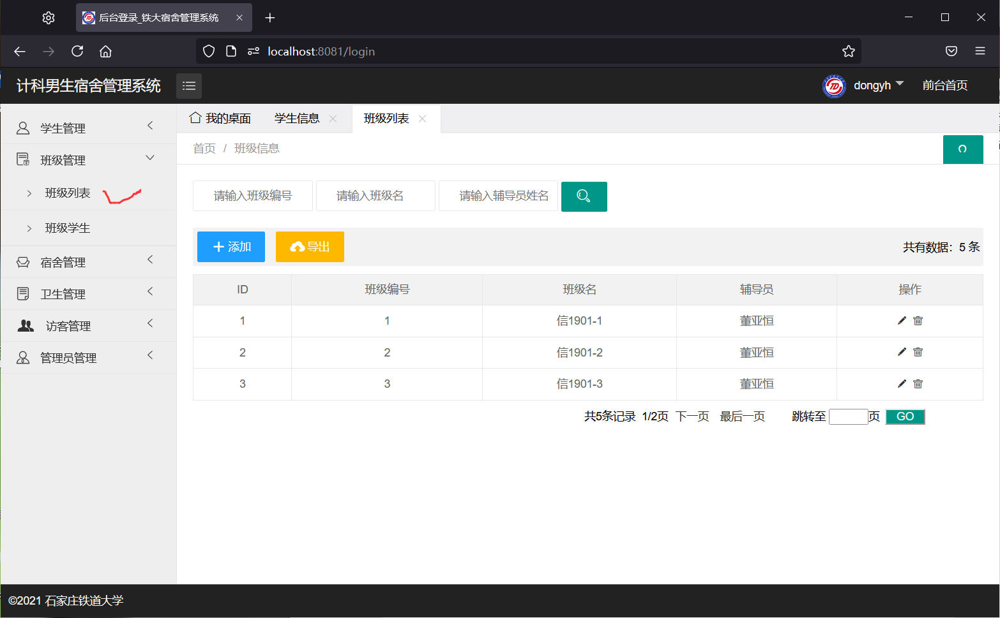 后台登录_铁大宿舍管理系统
localhost:8081/login
计科男生宿舍管理系统
dongyh 前台首页
学生管理
班级管理
班级列表
班级学生
宿舍管理
卫生管理
访客管理
管理员管理
我的桌面 学生信息 班级列表
首页 / 班级信息
请输入班级编号 请输入班级名 请输入辅导员姓名
添加 导出 共有数据：5 条
ID 班级编号 班级名 辅导员 操作
1 1 信1901-1 董亚恒
2 2 信1901-2 董亚恒
3 3 信1901-3 董亚恒
共5条记录 1/2页 下一页 最后一页 跳转至 页 GO
©2021 石家庄铁道大学